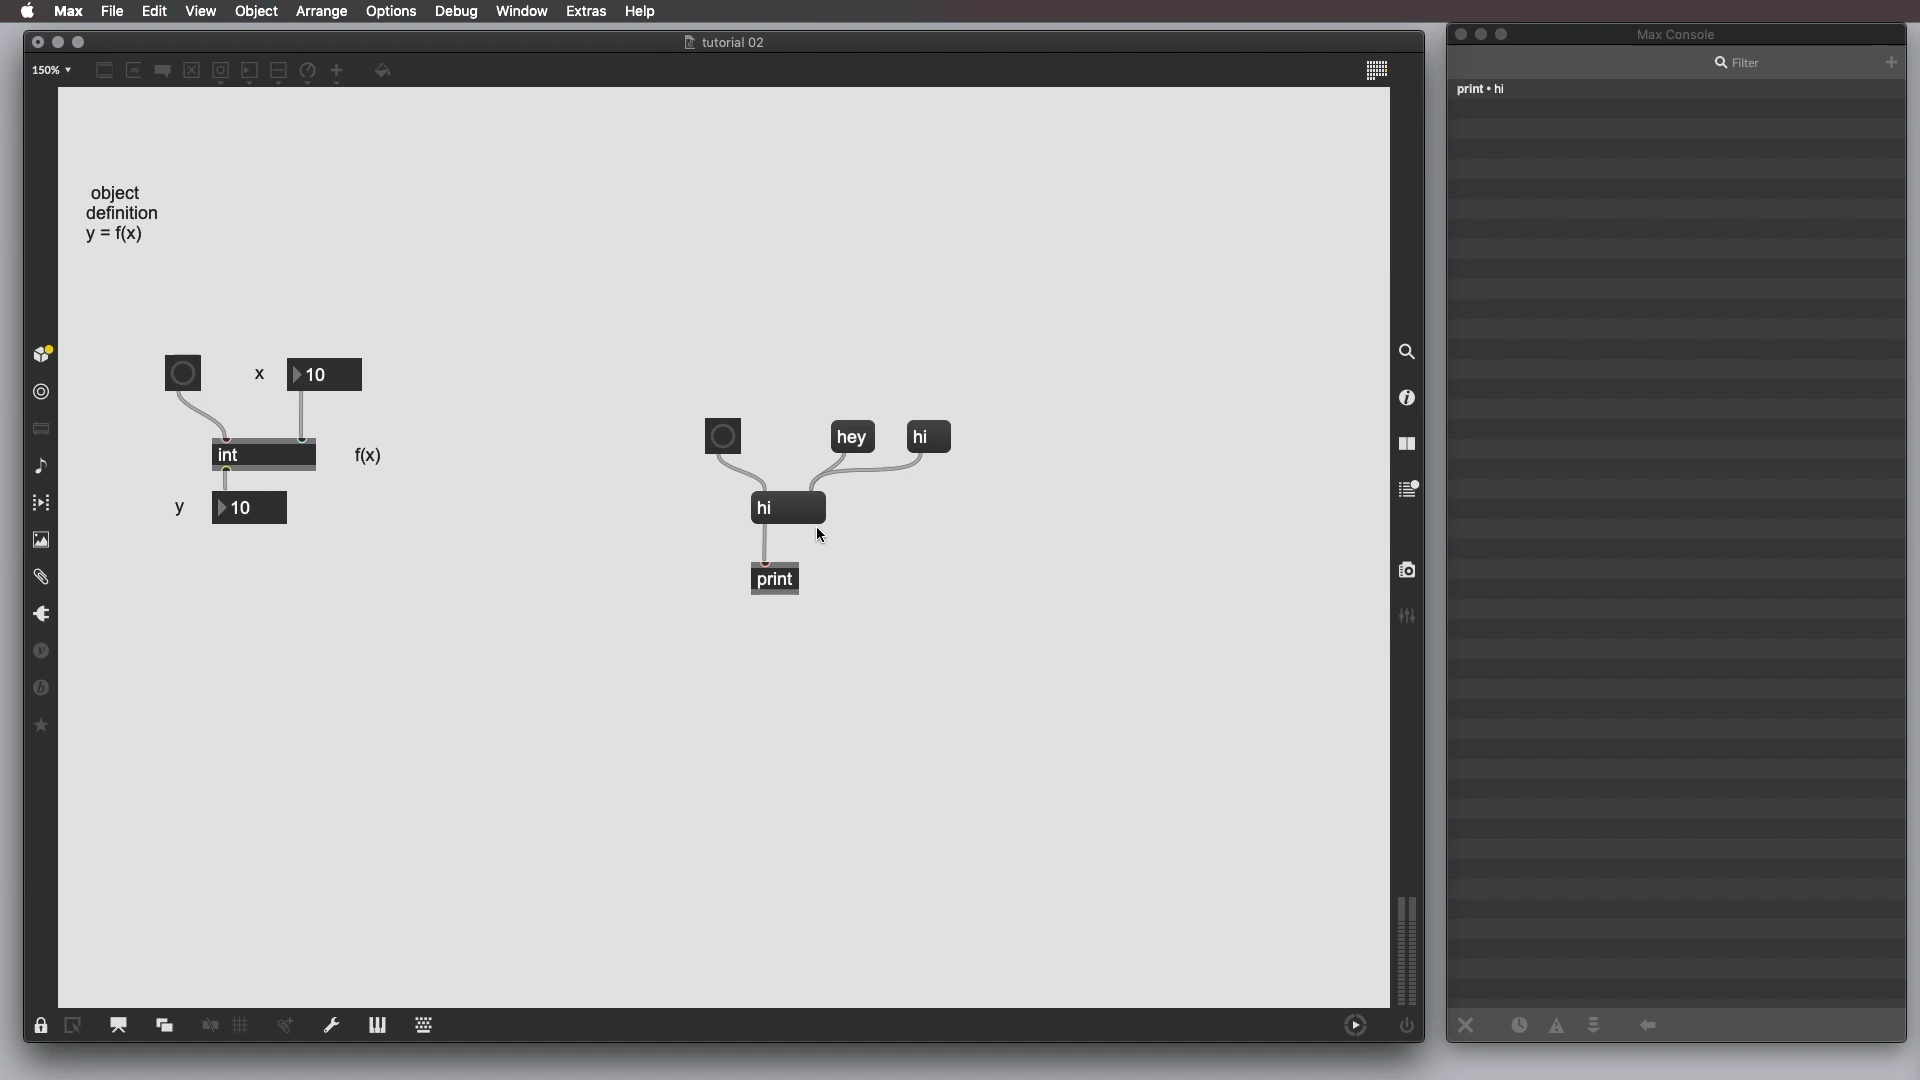 Max File Edit View Object Arrange Options Debug Window Extras Help
tutorial 02
Max Console
150%
Filter
print • hi
object
definition
y = f(x)
x
10
int
f(x)
y
10
hey
hi
hi
print